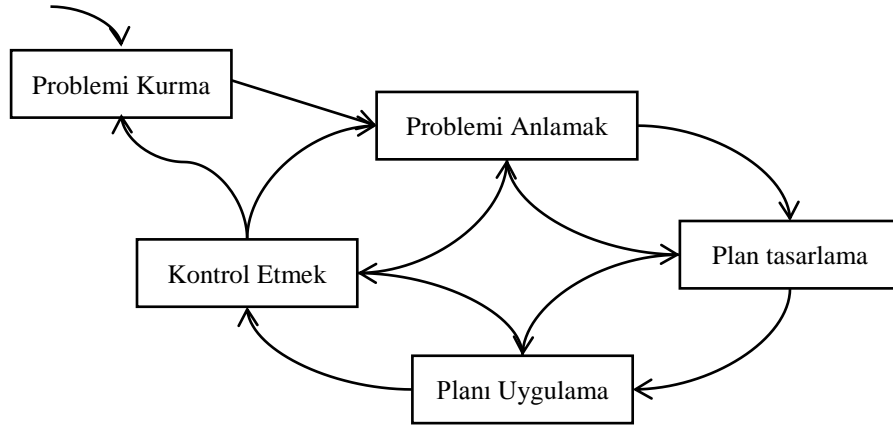 Problemi Kurma
Problemi Anlamak
Plan tasarlama
Kontrol Etmek
Planı Uygulama